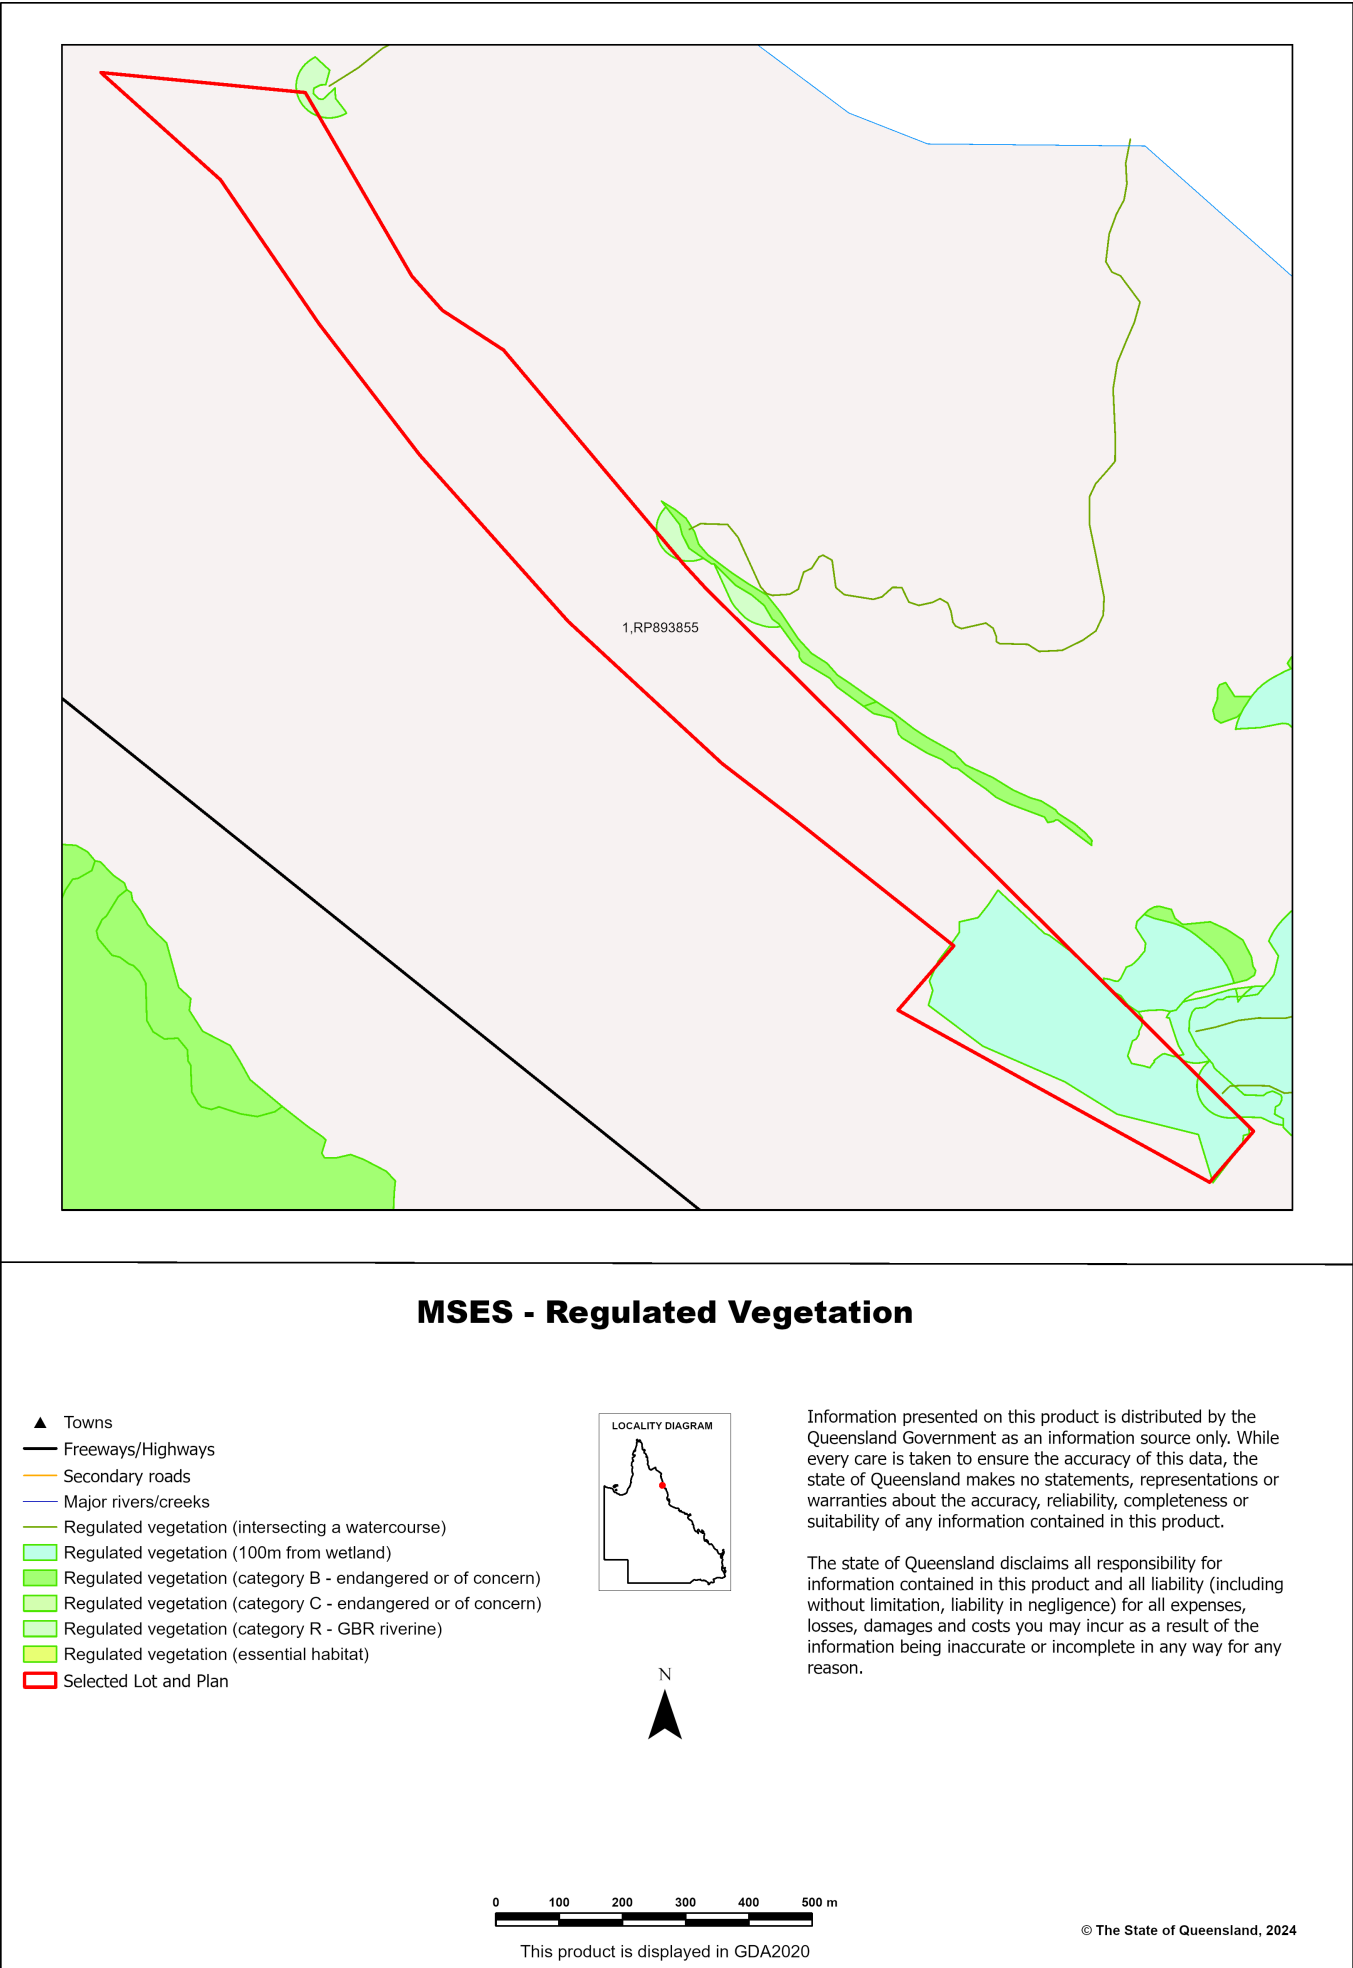 1,RP893855
MSES - Regulated Vegetation
Towns
Freeways/Highways
Secondary roads
Major rivers/creeks
Regulated vegetation (intersecting a watercourse)
Regulated vegetation (100m from wetland)
Regulated vegetation (category B - endangered or of concern)
Regulated vegetation (category C - endangered or of concern)
Regulated vegetation (category R - GBR riverine)
Regulated vegetation (essential habitat)
Selected Lot and Plan
LOCALITY DIAGRAM
N
Information presented on this product is distributed by the
Queensland Government as an information source only. While
every care is taken to ensure the accuracy of this data, the
state of Queensland makes no statements, representations or
warranties about the accuracy, reliability, completeness or
suitability of any information contained in this product.
The state of Queensland disclaims all responsibility for
information contained in this product and all liability (including
without limitation, liability in negligence) for all expenses,
losses, damages and costs you may incur as a result of the
information being inaccurate or incomplete in any way for any
reason.
0 100 200 300 400 500 m
This product is displayed in GDA2020
© The State of Queensland, 2024